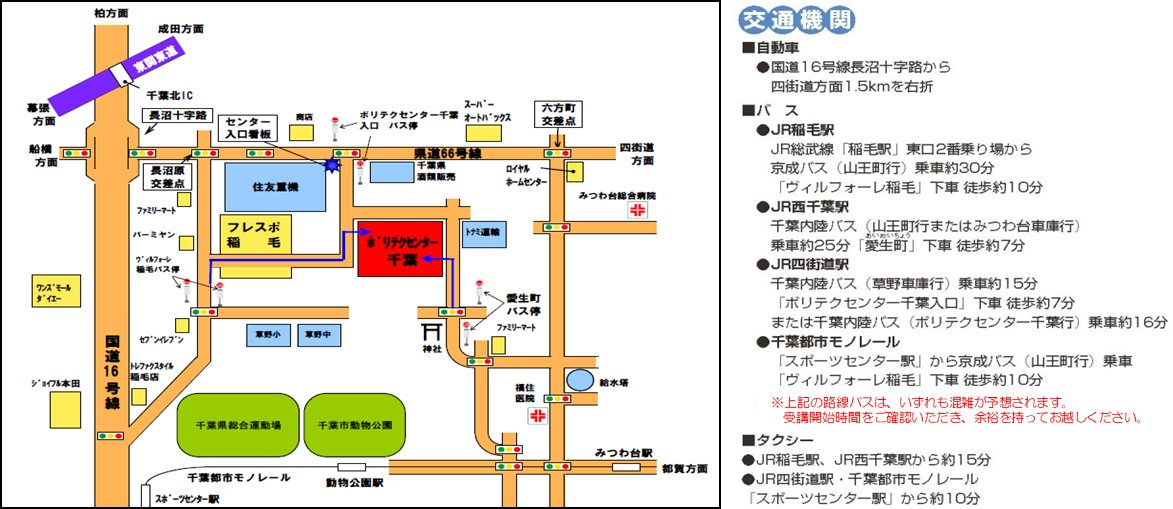 柏方面
成田方面
東関東道
千葉北IC
幕張
方面
長沼十字路
船橋
方面
長沼原
交差点
センター
入口看板
商店
ポリテクセンター千葉
入口 バス停
スーパー
オートバックス
六方町
交差点
県道66号線
四街道
方面
住友重機
千葉県
酒類販売
ロイヤル
ホームセンター
みつわ台総合病院
ファミリーマート
バーミヤン
フレスポ
稲毛
ポリテクセンター
千葉
トナミ運輸
ヴィルフォーレ
稲毛バス停
ワンズモール
ダイエー
愛生町
バス停
セブンイレブン
草野小
草野中
神社
ファミリーマート
国道16号線
トレファクスタイル
稲毛店
ジョイフル本田
福住
医院
給水塔
千葉県総合運動場
千葉市動物公園
みつわ台駅
都賀方面
千葉都市モノレール
動物公園駅
スポーツセンター駅
交通機関
■自動車
●国道16号線長沼十字路から
四街道方面1.5kmを右折
■バス
●JR稲毛駅
JR総武線「稲毛駅」東口2番乗り場から
京成バス（山王町行）乗車約30分
「ヴィルフォーレ稲毛」下車 徒歩約10分
●JR西千葉駅
千葉内陸バス（山王町行またはみつわ台車庫行）
あいおいちょう
乗車約25分「愛生町」下車 徒歩約7分
●JR四街道駅
千葉内陸バス（草野車庫行）乗車約15分
「ポリテクセンター千葉入口」下車 徒歩約7分
または千葉内陸バス（ポリテクセンター千葉行）乗車約16分
●千葉都市モノレール
「スポーツセンター駅」から京成バス（山王町行）乗車
「ヴィルフォーレ稲毛」下車 徒歩約10分
※上記の路線バスは、いずれも混雑が予想されます。
受講開始時間をご確認いただき、余裕を持ってお越しください。
■タクシー
●JR稲毛駅、JR西千葉駅から約15分
●JR四街道駅・千葉都市モノレール
「スポーツセンター駅」から約10分